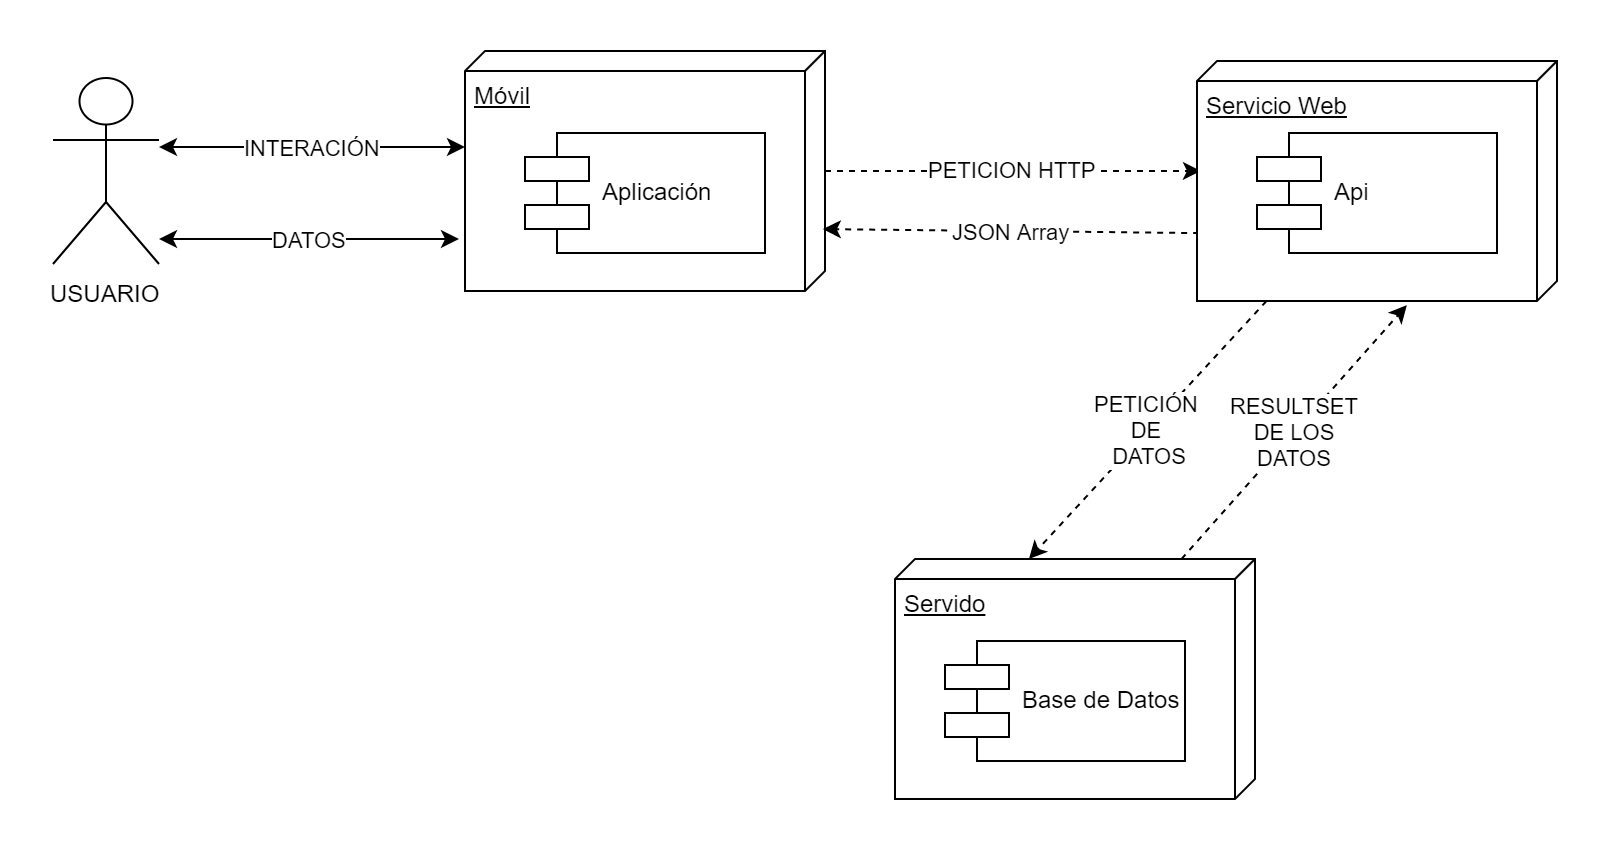 Móvil
Servicio Web
INTERACIÓN
Aplicación
PETICION HTTP
Api
DATOS
JSON Array
USUARIO
PETICIÓN
DE
DATOS
RESULTSET
DE LOS
DATOS
Servido
Base de Datos